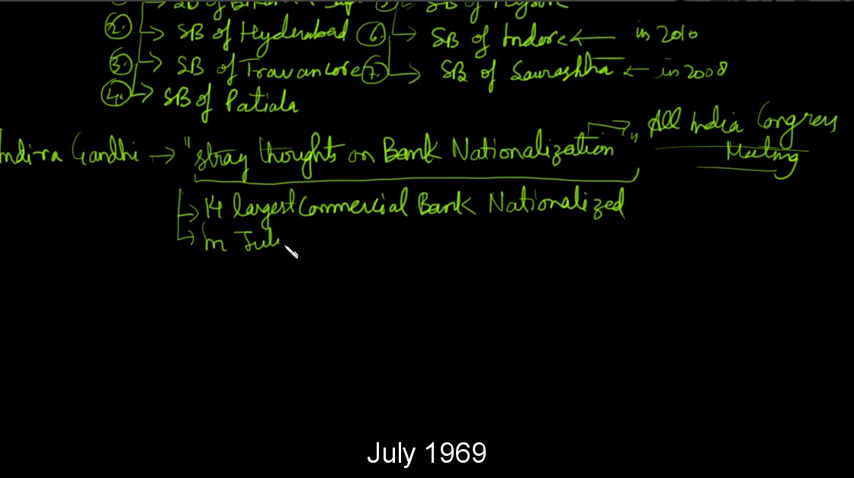 2. → SB of Hyderabad 6. → SB of Indore ← in 2010
3. → SB of Travancore 7. → SB of Saurashtra ← in 2008
4. → SB of Patiala
Indira Gandhi → "stray thoughts on Bank Nationalization" → All India Congress Meeting
→ 14 largest Commercial Bank Nationalized
→ in Jul
July 1969